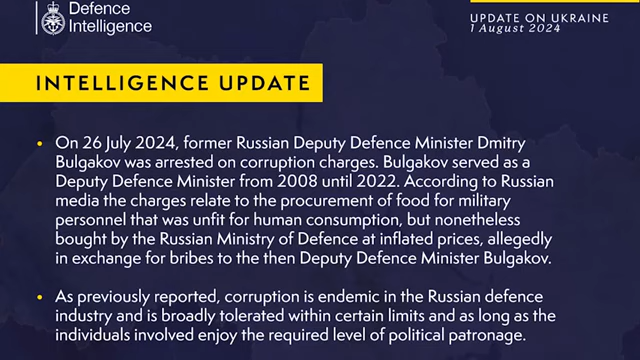 Defence
Intelligence
UPDATE ON UKRAINE
1 August 2024
INTELLIGENCE UPDATE
• On 26 July 2024, former Russian Deputy Defence Minister Dmitry
Bulgakov was arrested on corruption charges. Bulgakov served as a
Deputy Defence Minister from 2008 until 2022. According to Russian
media the charges relate to the procurement of food for military
personnel that was unfit for human consumption, but nonetheless
bought by the Russian Ministry of Defence at inflated prices, allegedly
in exchange for bribes to the then Deputy Defence Minister Bulgakov.
• As previously reported, corruption is endemic in the Russian defence
industry and is broadly tolerated within certain limits and as long as the
individuals involved enjoy the required level of political patronage.